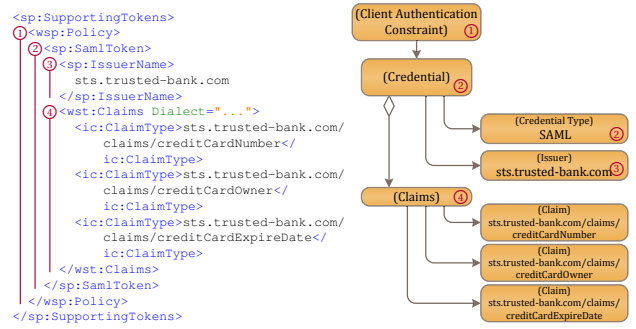 <sp:SupportingTokens>
1 <wsp:Policy>
2 <sp:SamlToken>
3 <sp:IssuerName>
sts.trusted-bank.com
</sp:IssuerName>
4 <wst:Claims Dialect="...">
<ic:ClaimType>sts.trusted-bank.com/
claims/creditCardNumber</
ic:ClaimType>
<ic:ClaimType>sts.trusted-bank.com/
claims/creditCardOwner</
ic:ClaimType>
<ic:ClaimType>sts.trusted-bank.com/
claims/creditCardExpireDate</
ic:ClaimType>
</wst:Claims>
</sp:SamlToken>
</wsp:Policy>
</sp:SupportingTokens>
(Client Authentication
Constraint) 1
(Credential)
2
(Credential Type)
SAML 2
(Issuer)
sts.trusted-bank.com 3
(Claims) 4
(Claim)
sts.trusted-bank.com/claims/
creditCardNumber
(Claim)
sts.trusted-bank.com/claims/
creditCardOwner
(Claim)
sts.trusted-bank.com/claims/
creditCardExpireDate